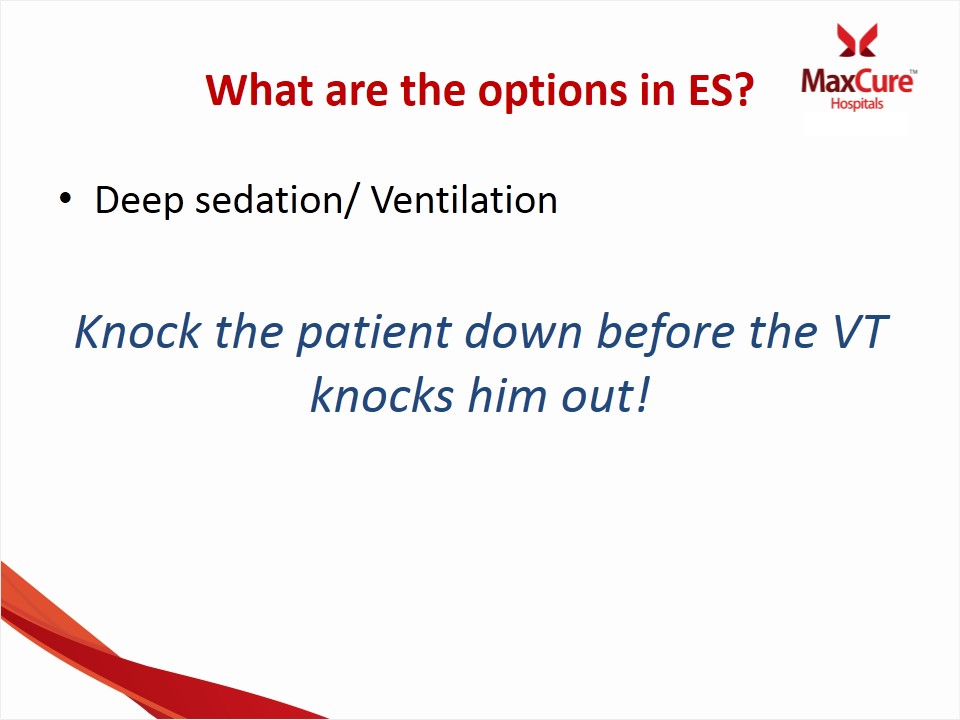 What are the options in ES?
MaxCure™
Hospitals
• Deep sedation/ Ventilation
Knock the patient down before the VT
knocks him out!